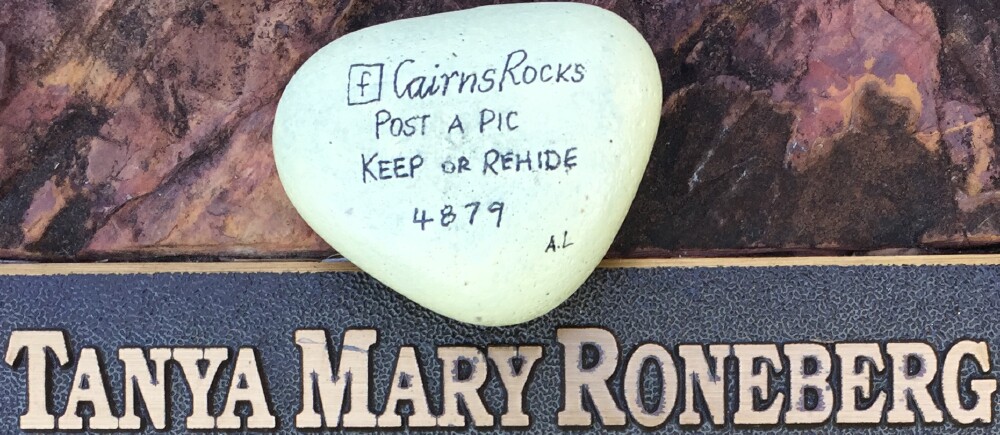 f CairnsRocks
POST A PIC
KEEP OR REHIDE
4879
A.L
TANYA MARY RONEBERG